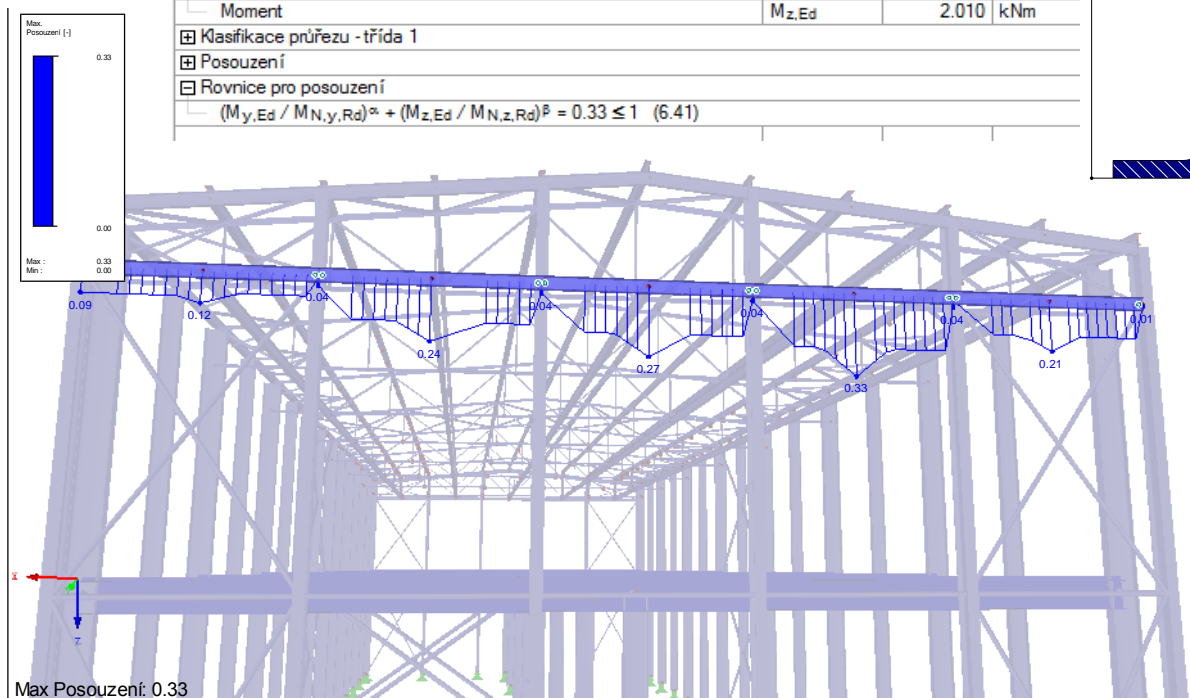 Max.
Posouzení [-]
0.33
0.00
Max : 0.33
Min : 0.00
Moment M z,Ed 2.010 kNm
Klasifikace průřezu - třída 1
Posouzení
Rovnice pro posouzení
(M y,Ed / M N,y,Rd)^α + (M z,Ed / M N,z,Rd)^β = 0.33 ≤ 1 (6.41)
0.09
0.12
0.04
0.24
0.04
0.27
0.04
0.33
0.04
0.21
0.01
X
Z
Max Posouzení: 0.33